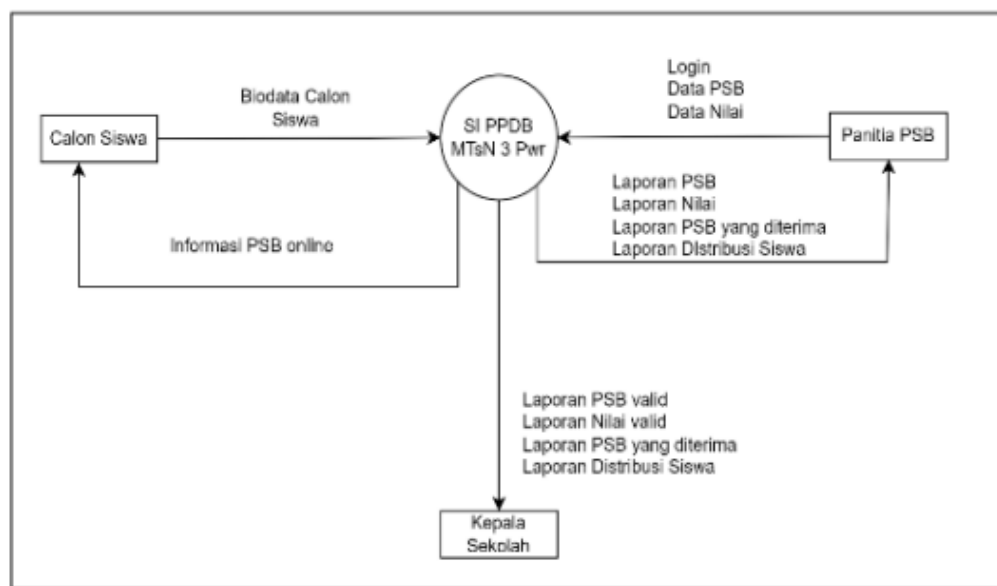 Biodata Calon
Siswa
Login
Data PSB
Data Nilai
Calon Siswa
SI PPDB
MTsN 3 Pwr
Panitia PSB
Informasi PSB online
Laporan PSB
Laporan Nilai
Laporan PSB yang diterima
Laporan DIstribusi Siswa
Laporan PSB valid
Laporan Nilai valid
Laporan PSB yang diterima
Laporan Distribusi Siswa
Kepala
Sekolah